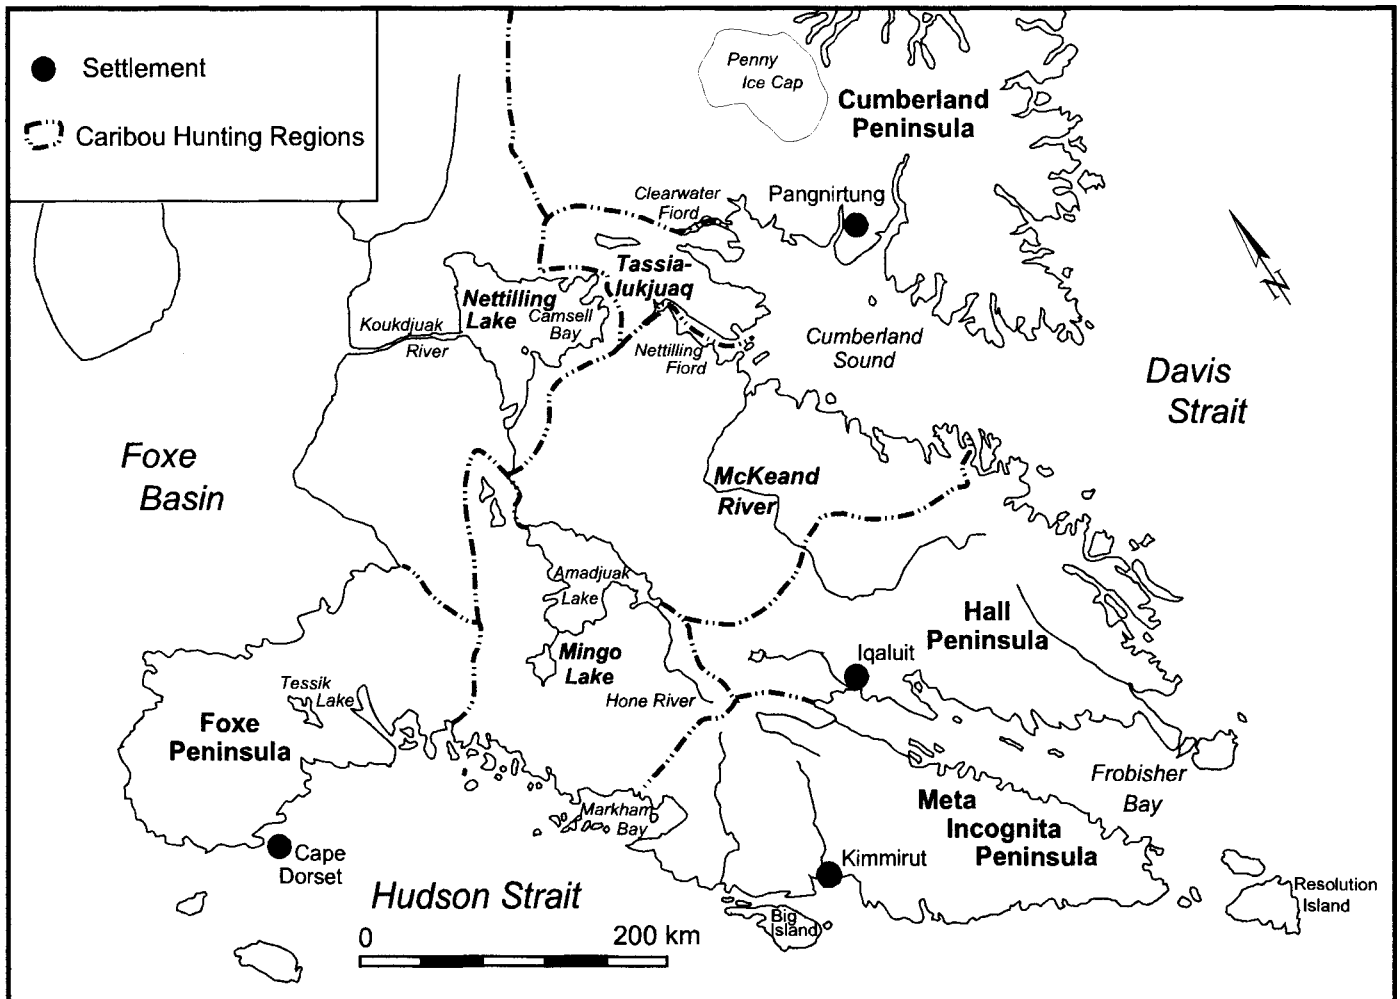 Settlement
Caribou Hunting Regions
Penny
Ice Cap
Cumberland
Peninsula
Clearwater
Fiord
Pangnirtung
Tassia-
lukjuaq
Nettilling
Lake
Camsell
Bay
Koukdjuak
River
Nettilling
Fiord
Cumberland
Sound
Davis
Strait
Foxe
Basin
McKeand
River
N
Amadjuak
Lake
Hall
Peninsula
Mingo
Lake
Iqaluit
Hone River
Tessik
Lake
Foxe
Peninsula
Frobisher
Bay
Markham
Bay
Meta
Incognita
Peninsula
Cape
Dorset
Kimmirut
Hudson Strait
Big
Island
Resolution
Island
0 200 km